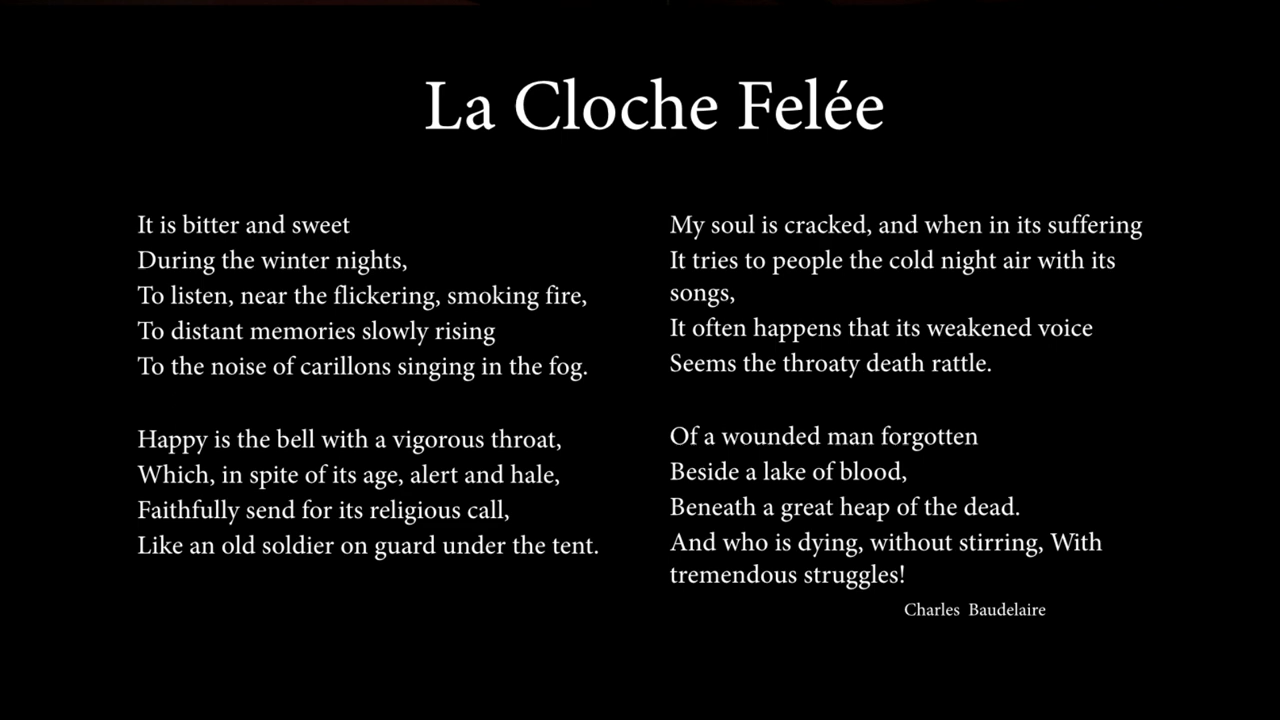 La Cloche Felée
It is bitter and sweet
During the winter nights,
To listen, near the flickering, smoking fire,
To distant memories slowly rising
To the noise of carillons singing in the fog.
Happy is the bell with a vigorous throat,
Which, in spite of its age, alert and hale,
Faithfully send for its religious call,
Like an old soldier on guard under the tent.
My soul is cracked, and when in its suffering
It tries to people the cold night air with its
songs,
It often happens that its weakened voice
Seems the throaty death rattle.
Of a wounded man forgotten
Beside a lake of blood,
Beneath a great heap of the dead.
And who is dying, without stirring, With
tremendous struggles!
Charles Baudelaire